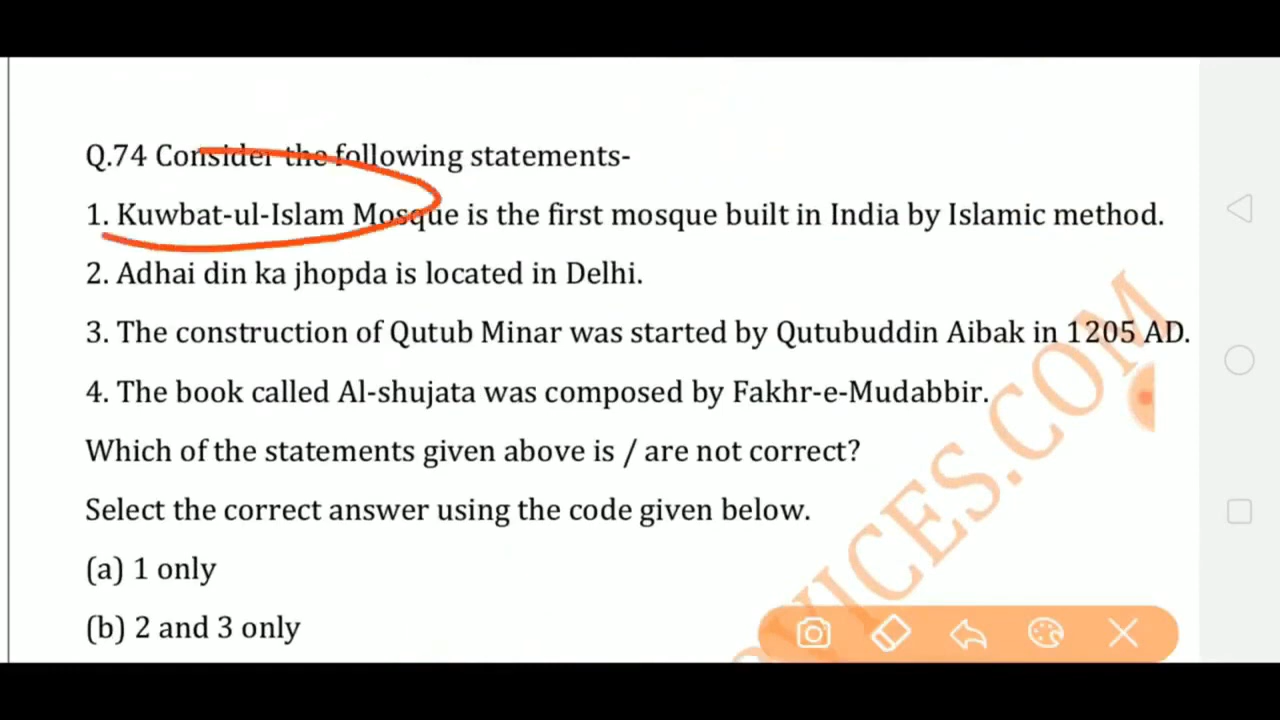 Q.74 Consider the following statements-
1. Kuwbat-ul-Islam Mosque is the first mosque built in India by Islamic method.
2. Adhai din ka jhopda is located in Delhi.
3. The construction of Qutub Minar was started by Qutubuddin Aibak in 1205 AD.
4. The book called Al-shujata was composed by Fakhr-e-Mudabbir.
Which of the statements given above is / are not correct?
Select the correct answer using the code given below.
(a) 1 only
(b) 2 and 3 only